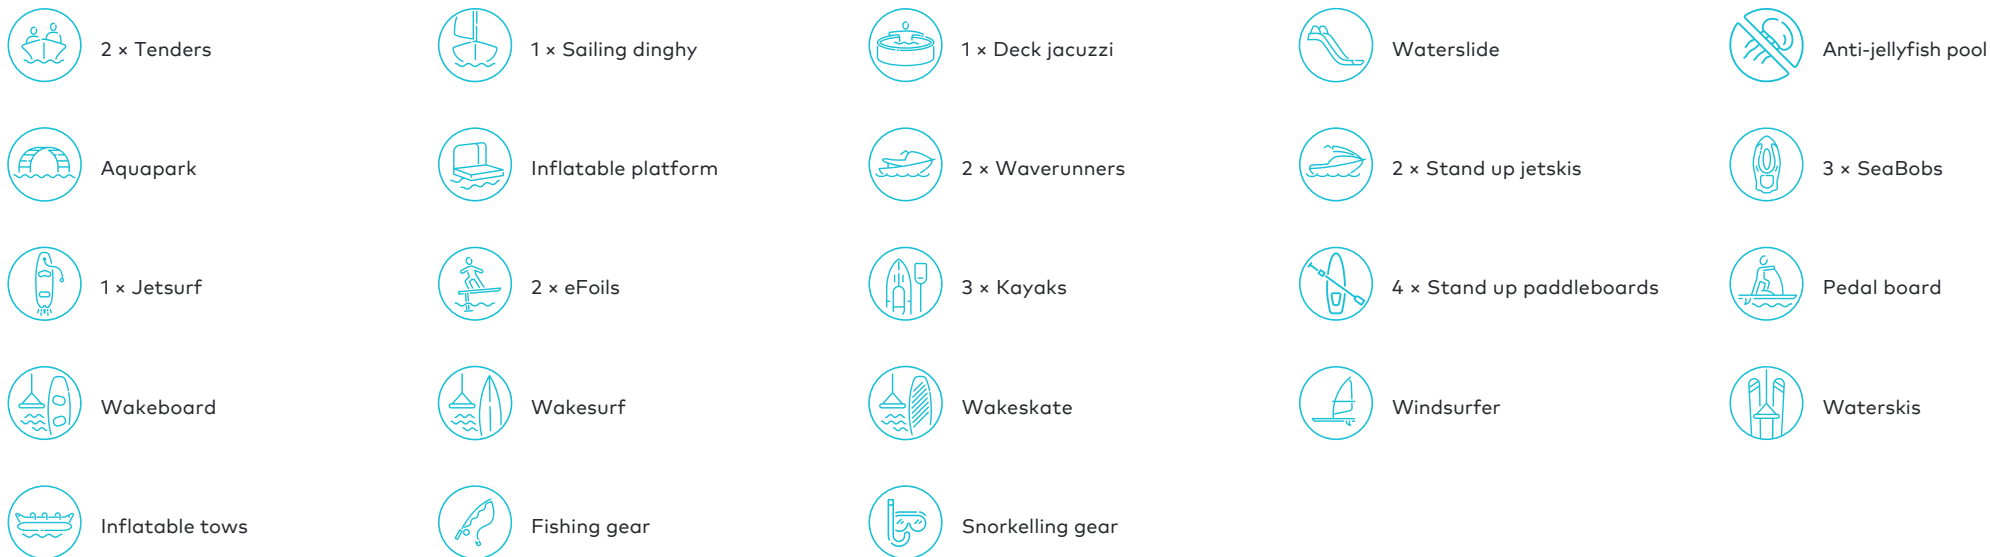 2 × Tenders
1 × Sailing dinghy
1 × Deck jacuzzi
Waterslide
Anti-jellyfish pool
Aquapark
Inflatable platform
2 × Waverunners
2 × Stand up jetskis
3 × SeaBobs
1 × Jetsurf
2 × eFoils
3 × Kayaks
4 × Stand up paddleboards
Pedal board
Wakeboard
Wakesurf
Wakeskate
Windsurfer
Waterskis
Inflatable tows
Fishing gear
Snorkelling gear